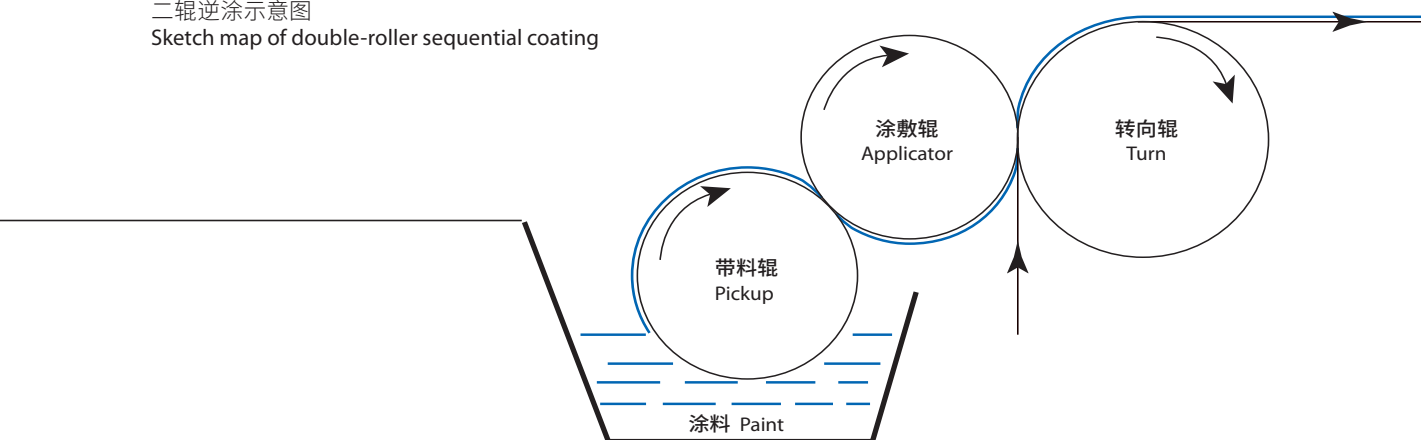 二辊逆涂示意图
Sketch map of double-roller sequential coating
涂敷辊
Applicator
转向辊
Turn
带料辊
Pickup
涂料 Paint